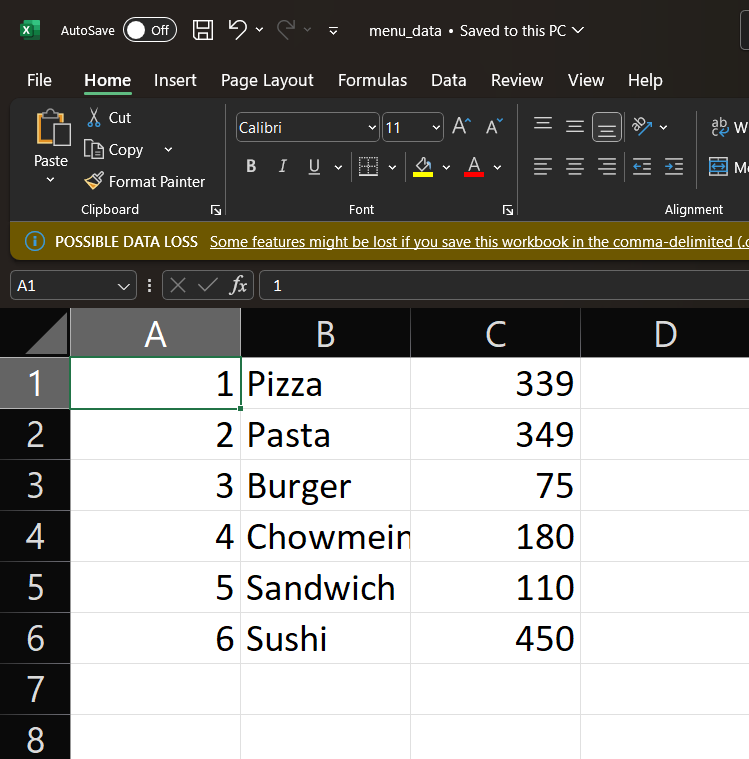 AutoSave Off menu_data • Saved to this PC
File Home Insert Page Layout Formulas Data Review View Help
Paste
Cut
Copy
Format Painter
Clipboard
Calibri 11 A A
B I U A
Font
ab
Alignment
POSSIBLE DATA LOSS Some features might be lost if you save this workbook in the comma-delimited
A1 fx 1
A B C D
1 1 Pizza 339
2 2 Pasta 349
3 3 Burger 75
4 4 Chowmein 180
5 5 Sandwich 110
6 6 Sushi 450
7
8